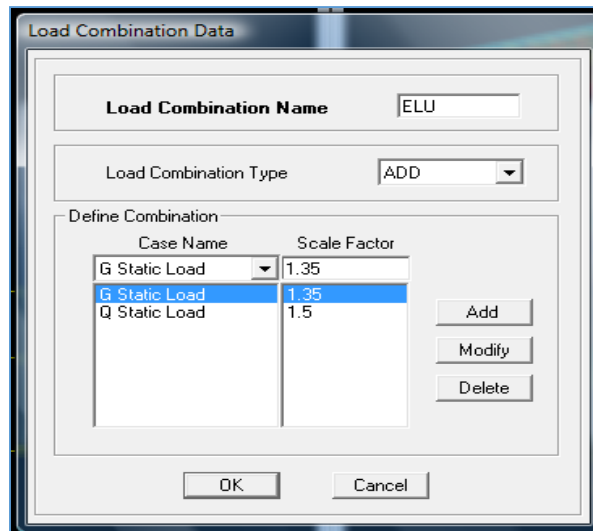 Load Combination Data
Load Combination Name ELU
Load Combination Type ADD
Define Combination
Case Name Scale Factor
G Static Load 1.35
G Static Load 1.35
Q Static Load 1.5
Add
Modify
Delete
OK Cancel